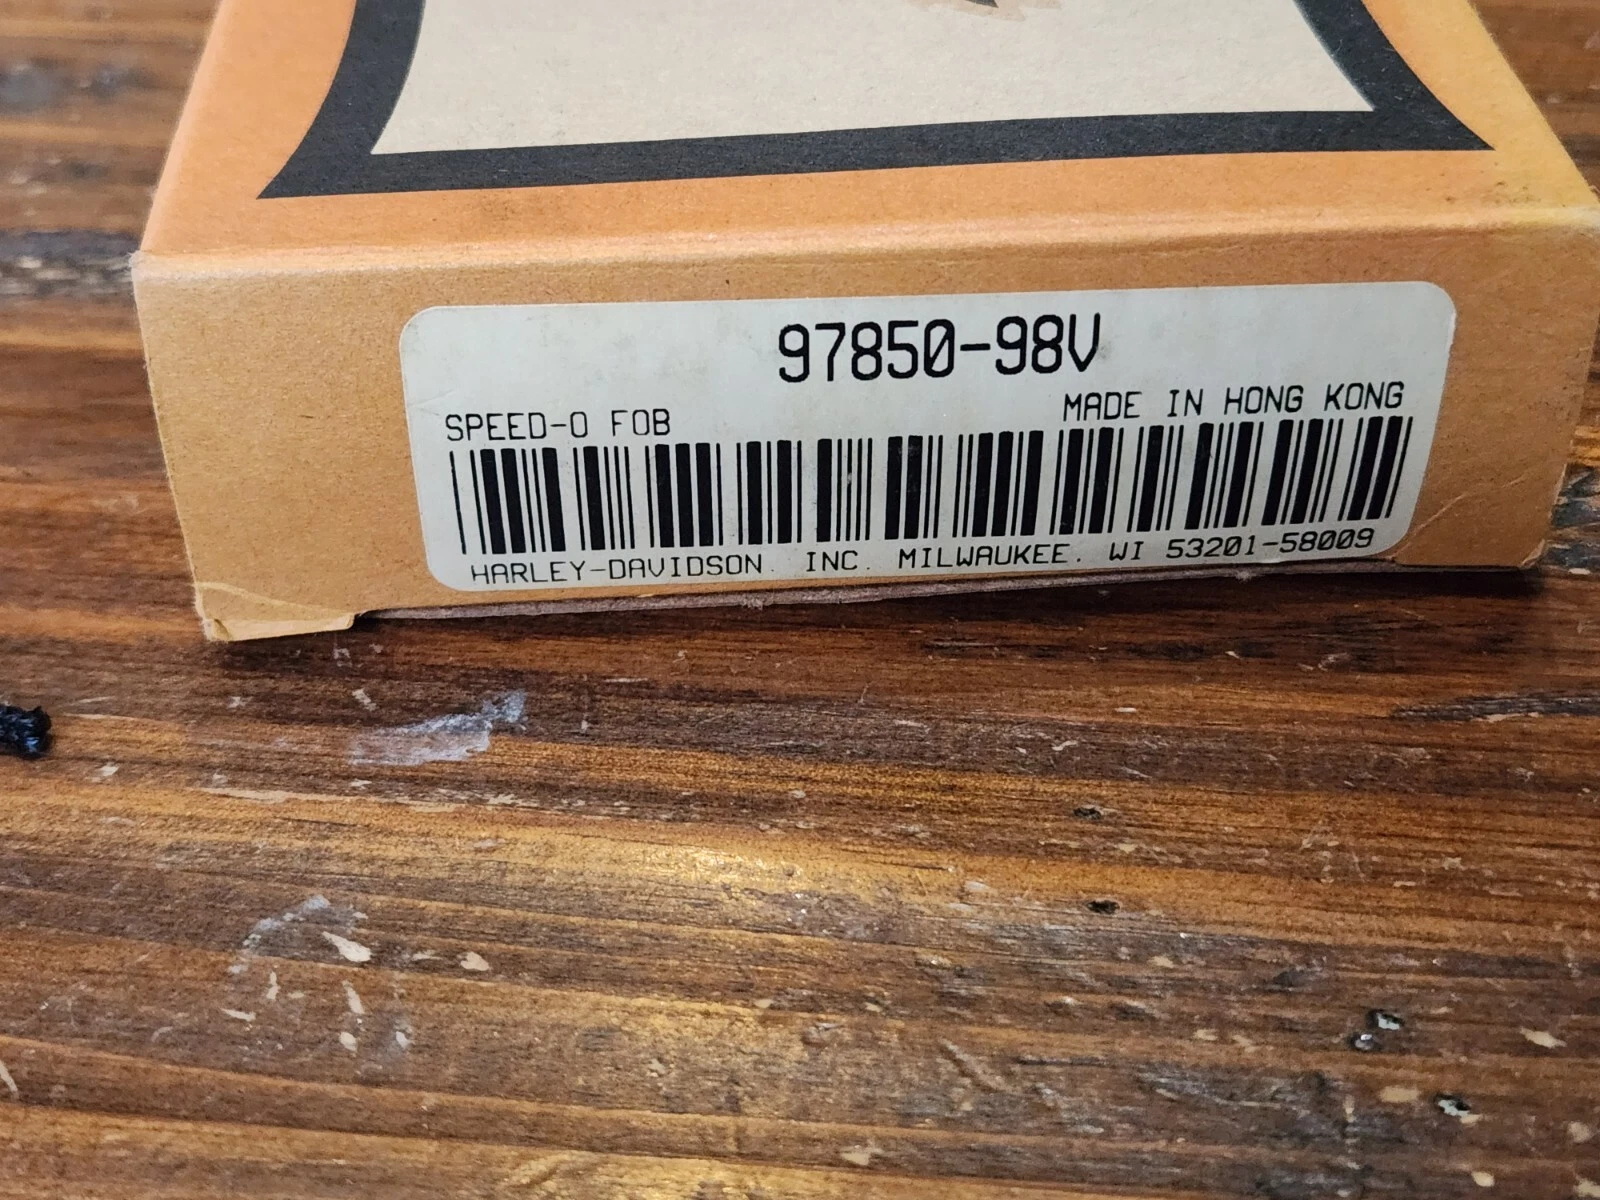 97850-98V
SPEED-O FOB MADE IN HONG KONG
HARLEY-DAVIDSON. INC. MILWAUKEE. WI 53201-58009